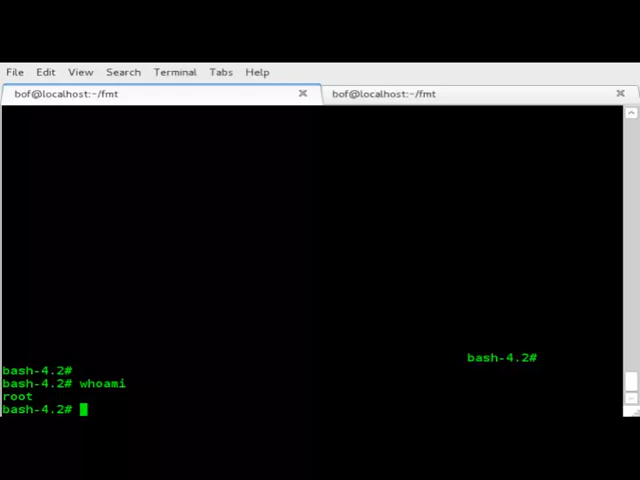 File Edit View Search Terminal Tabs Help
bof@localhost:~/fmt bof@localhost:~/fmt
bash-4.2#
bash-4.2#
bash-4.2# whoami
root
bash-4.2#